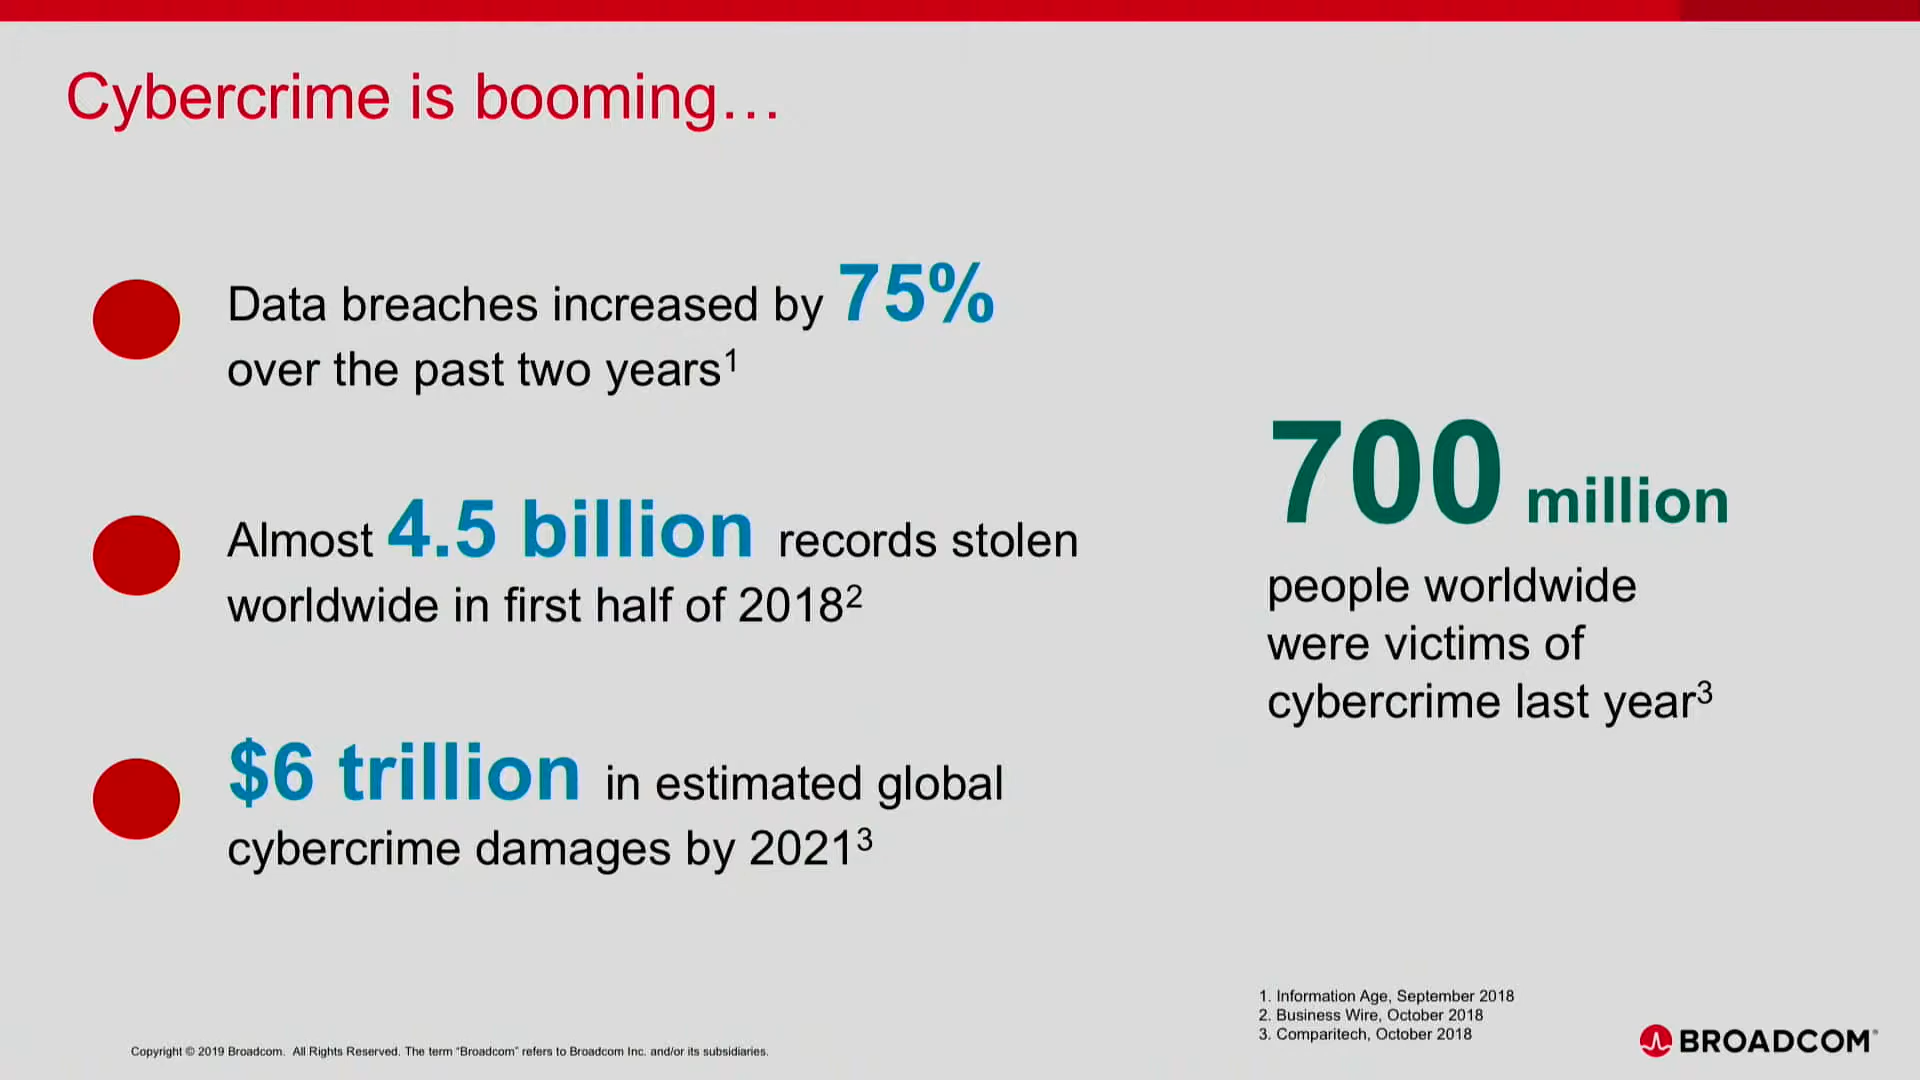 Cybercrime is booming...
Data breaches increased by 75%
over the past two years¹
Almost 4.5 billion records stolen
worldwide in first half of 2018²
$6 trillion in estimated global
cybercrime damages by 2021³
700 million
people worldwide
were victims of
cybercrime last year³
1. Information Age, September 2018
2. Business Wire, October 2018
3. Comparitech, October 2018
Copyright © 2019 Broadcom. All Rights Reserved. The term “Broadcom” refers to Broadcom Inc. and/or its subsidiaries.
BROADCOM®